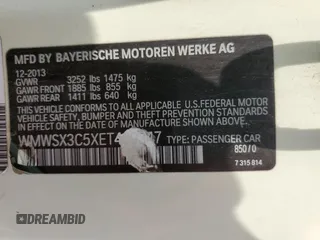 MFD BY BAYERISCHE MOTOREN WERKE AG
12-2013
GVWR 3252 lbs 1475 kg
GAWR FRONT 1885 lbs 855 kg
GAWR REAR 1411 lbs 640 kg
THIS VEHICLE CONFORMS TO ALL APPLICABLE U.S. FEDERAL MOTOR
VEHICLE SAFETY, BUMPER, AND THEFT PREVENTION STANDARDS IN
EFFECT ON THE DATE OF MANUFACTURE SHOWN ABOVE.
TYPE: PASSENGER CAR
850/0
7 315 814
DREAMBID